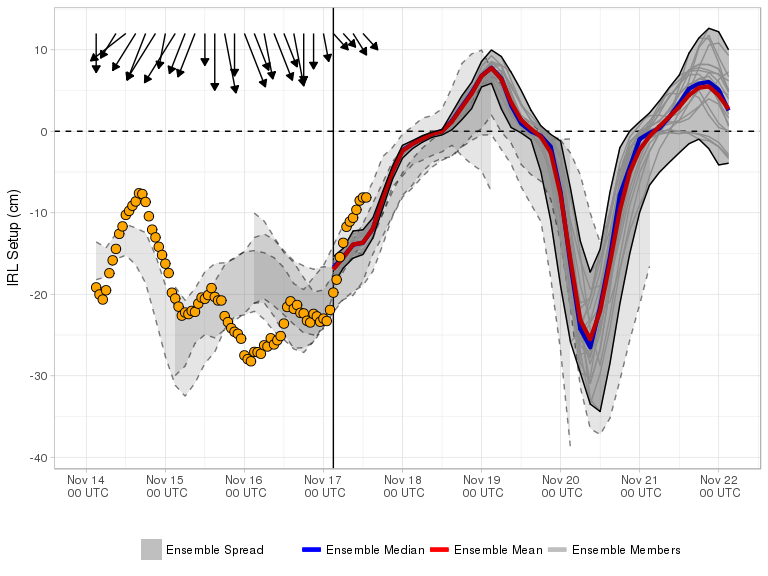 IRL Setup (cm)
10
0
-10
-20
-30
-40
Nov 14 Nov 15 Nov 16 Nov 17 Nov 18 Nov 19 Nov 20 Nov 21 Nov 22
00 UTC 00 UTC 00 UTC 00 UTC 00 UTC 00 UTC 00 UTC 00 UTC 00 UTC
Ensemble Spread Ensemble Median Ensemble Mean Ensemble Members